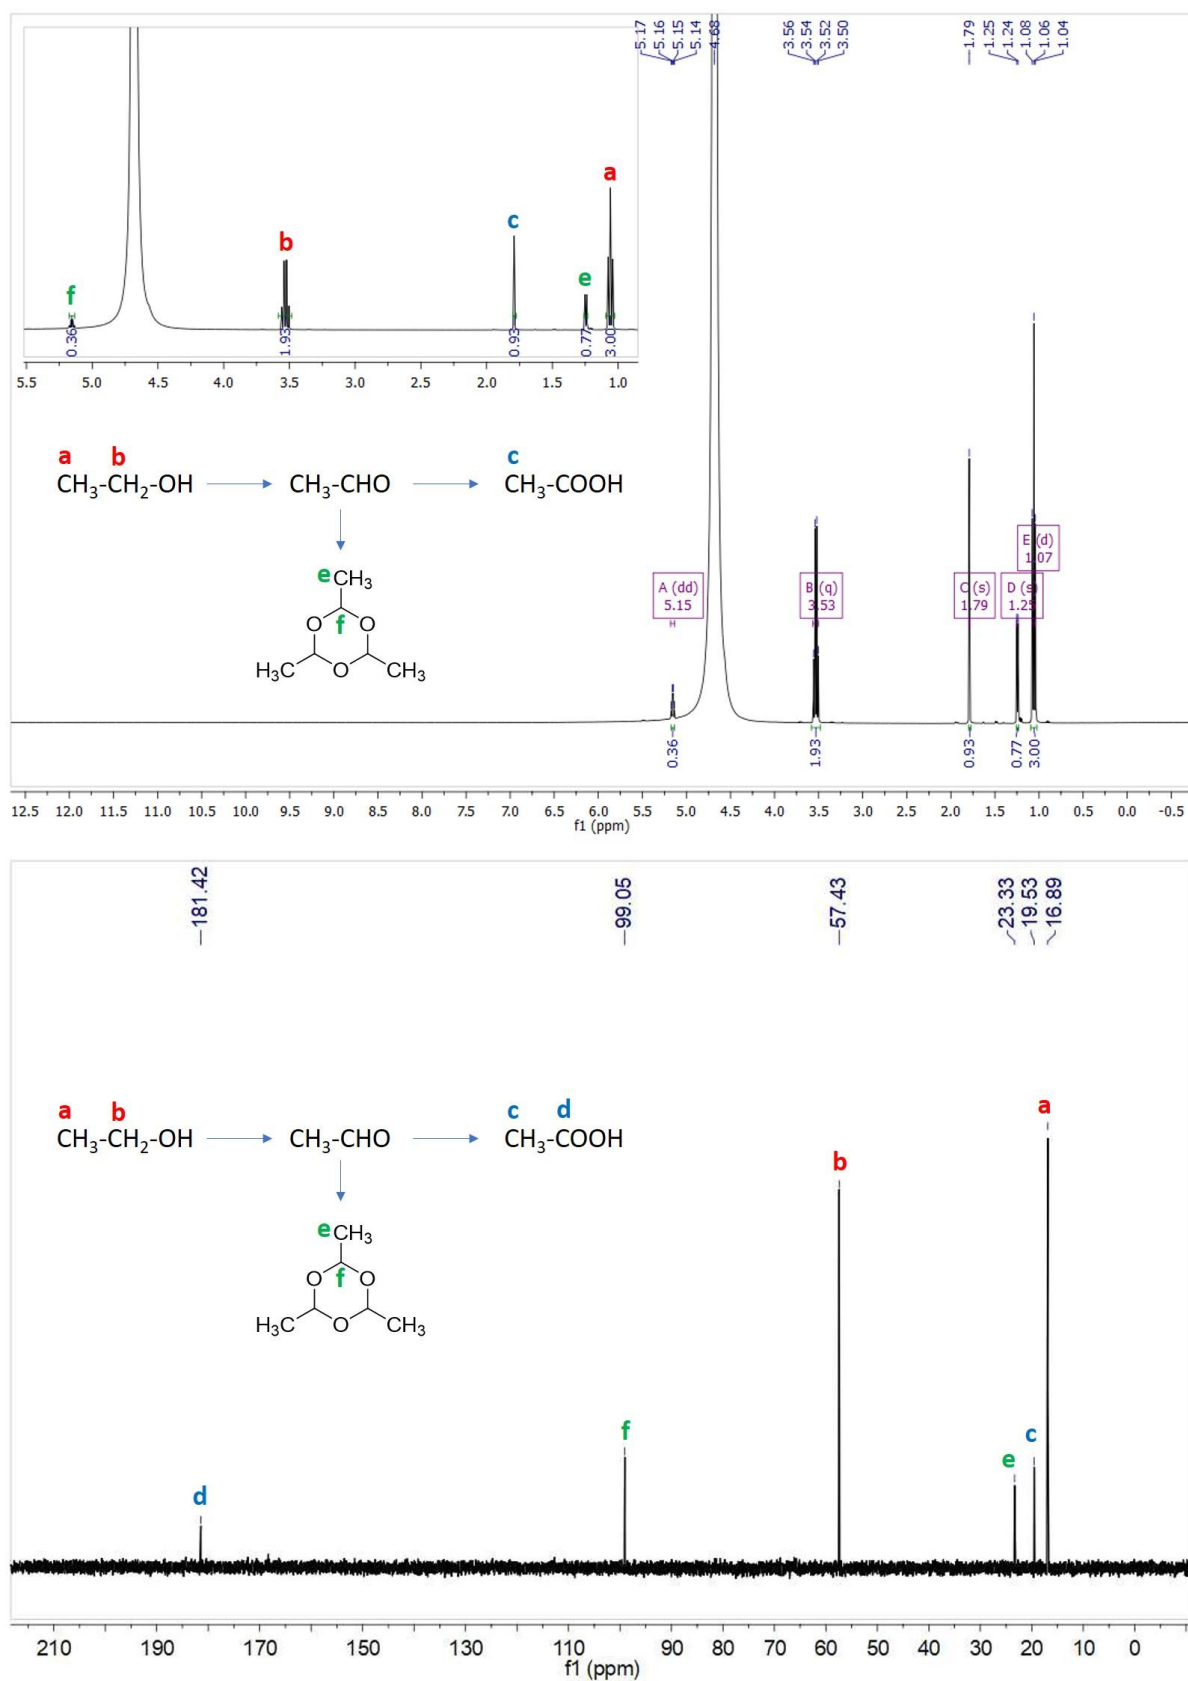 5.17
5.16
5.15
5.14
4.68
3.56
3.54
3.52
3.50
1.79
1.25
1.24
1.08
1.06
1.04
a
c
b
e
f
0.36
1.93
0.93
0.77
3.00
5.5 5.0 4.5 4.0 3.5 3.0 2.5 2.0 1.5 1.0
a b c
CH3-CH2-OH CH3-CHO CH3-COOH
e CH3
O f O
H3C O CH3
E (d)
1.07
A (dd)
5.15
B (q)
3.53
C (s)
1.79
D (s)
1.25
0.36
1.93
0.93
0.77
3.00
12.5 12.0 11.5 11.0 10.5 10.0 9.5 9.0 8.5 8.0 7.5 7.0 6.5 6.0 5.5 5.0 4.5 4.0 3.5 3.0 2.5 2.0 1.5 1.0 0.5 0.0 -0.5
f1 (ppm)
181.42
99.05
57.43
23.33
19.53
16.89
a b c d
CH3-CH2-OH CH3-CHO CH3-COOH
e CH3
O f O
H3C O CH3
a
b
f
c
e
d
210 190 170 150 130 110 90 80 70 60 50 40 30 20 10 0
f1 (ppm)